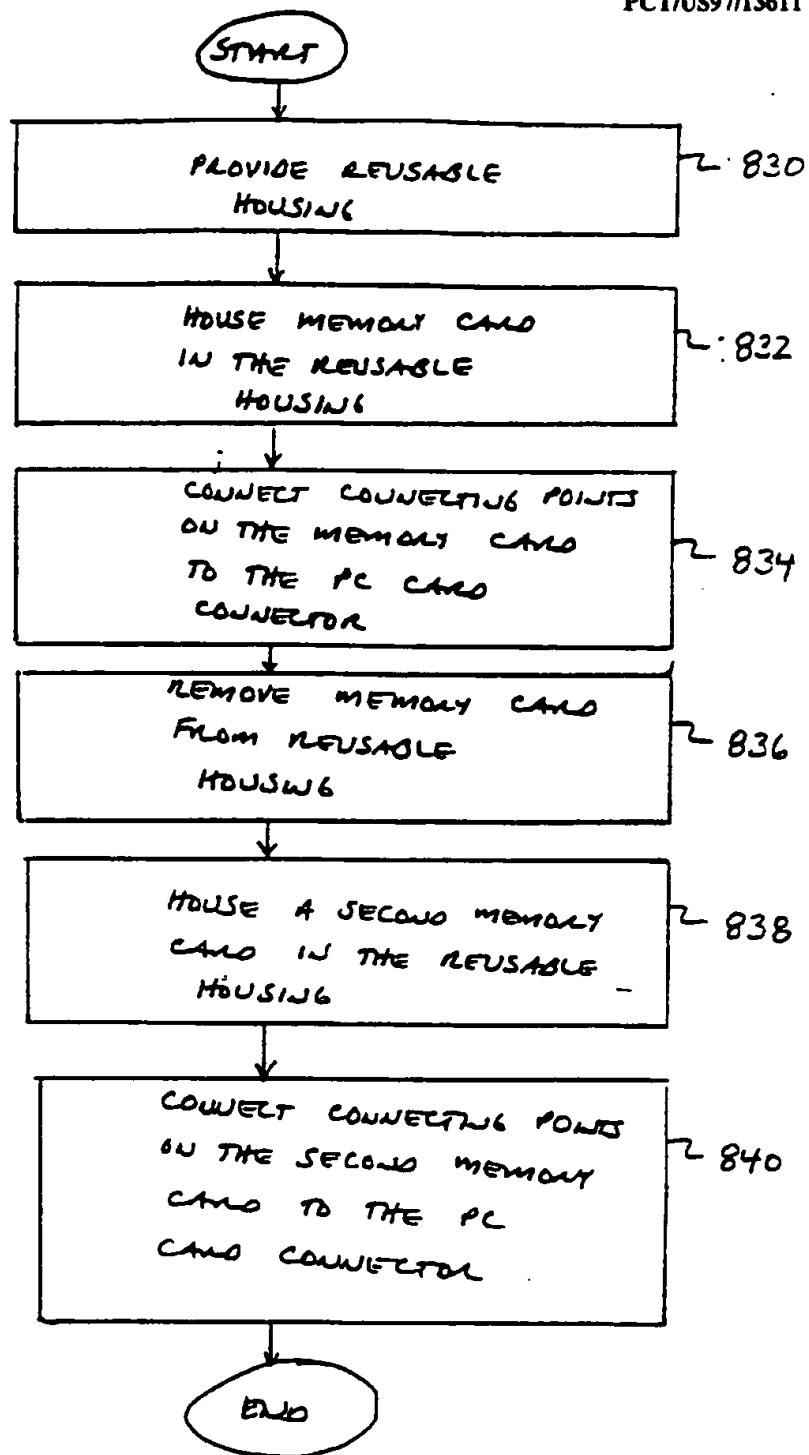 PCT/US97/13611
START
PROVIDE REUSABLE
HOUSING
830
HOUSE MEMORY CARD
IN THE REUSABLE
HOUSING
832
CONNECT CONNECTING POINTS
ON THE MEMORY CARD
TO THE PC CARD
CONNECTOR
834
REMOVE MEMORY CARD
FROM REUSABLE
HOUSING
836
HOUSE A SECOND MEMORY
CARD IN THE REUSABLE
HOUSING
838
CONNECT CONNECTING POINTS
ON THE SECOND MEMORY
CARD TO THE PC
CARD CONNECTOR
840
END